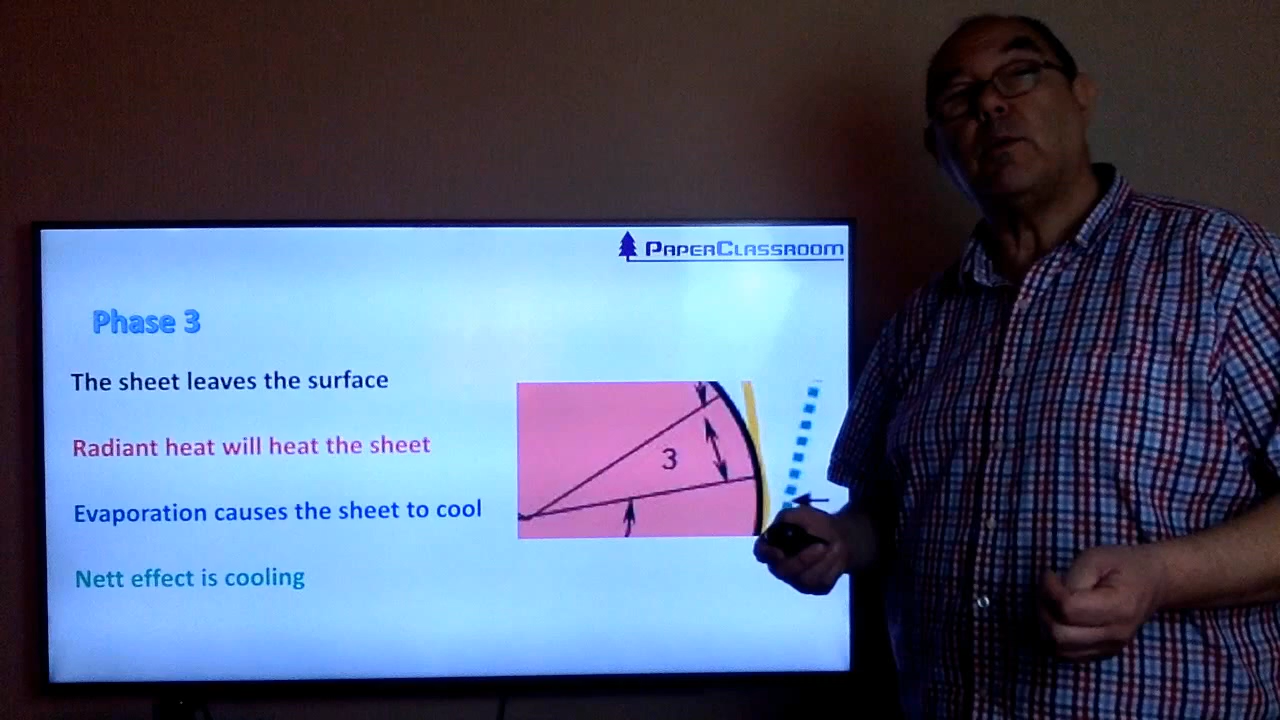 PAPERCLASSROOM
Phase 3
The sheet leaves the surface
Radiant heat will heat the sheet
Evaporation causes the sheet to cool
Nett effect is cooling
3